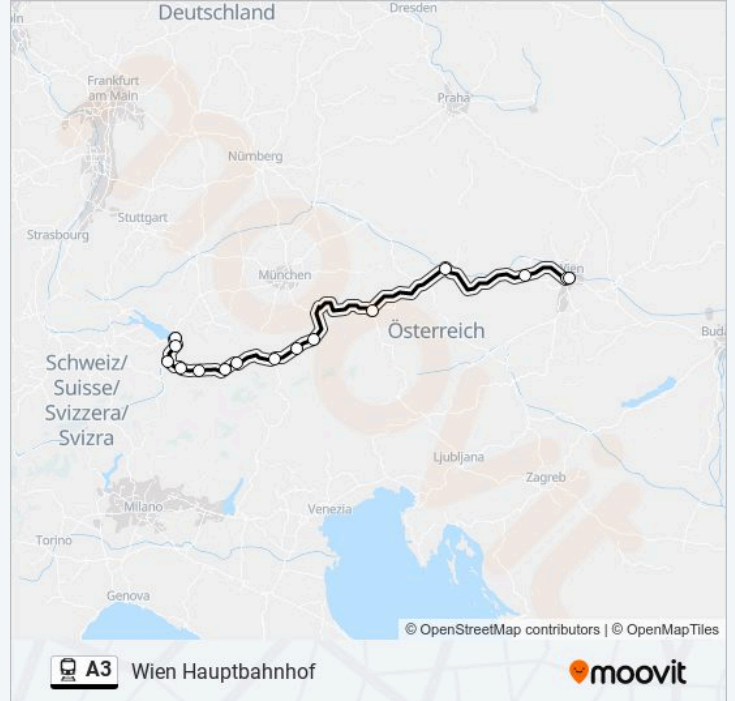 Deutschland
Dresden
Frankfurt
am Main
Praha
Nürnberg
Stuttgart
Strasbourg
München
Wien
Österreich
Schweiz/
Suisse/
Svizzera/
Svizra
Ljubljana
Zagreb
Milano
Venezia
Torino
Genova
© OpenStreetMap contributors | © OpenMapTiles
A3 Wien Hauptbahnhof
moovit